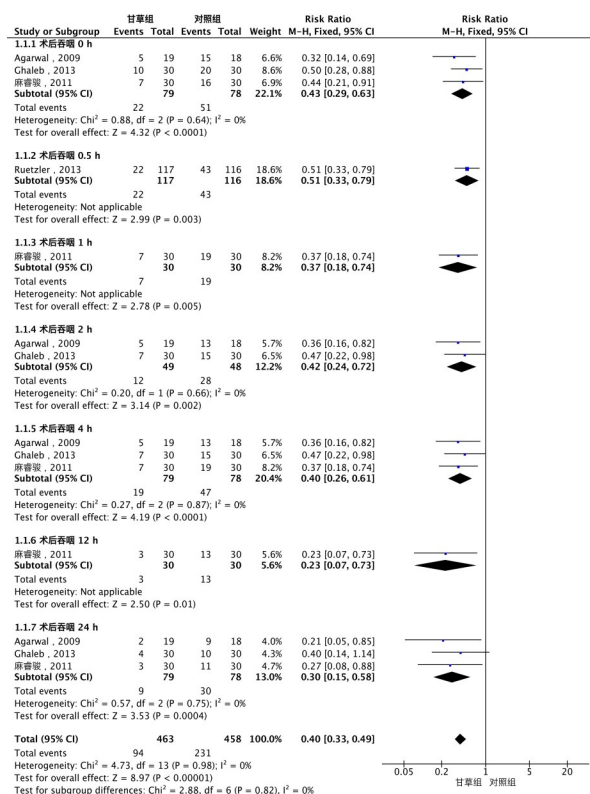 甘草组 对照组 Risk Ratio Risk Ratio
Study or Subgroup Events Total Events Total Weight M-H, Fixed, 95% CI M-H, Fixed, 95% CI
1.1.1 术后吞咽 0 h
Agarwal , 2009 5 19 15 18 6.6% 0.32 [0.14, 0.69]
Ghaleb , 2013 10 30 20 30 8.6% 0.50 [0.28, 0.88]
麻睿骏 , 2011 7 30 16 30 6.9% 0.44 [0.21, 0.91]
Subtotal (95% CI) 79 78 22.1% 0.43 [0.29, 0.63]
Total events 22 51
Heterogeneity: Chi² = 0.88, df = 2 (P = 0.64); I² = 0%
Test for overall effect: Z = 4.32 (P < 0.0001)
1.1.2 术后吞咽 0.5 h
Ruetzler , 2013 22 117 43 116 18.6% 0.51 [0.33, 0.79]
Subtotal (95% CI) 117 116 18.6% 0.51 [0.33, 0.79]
Total events 22 43
Heterogeneity: Not applicable
Test for overall effect: Z = 2.99 (P = 0.003)
1.1.3 术后吞咽 1 h
麻睿骏 , 2011 7 30 19 30 8.2% 0.37 [0.18, 0.74]
Subtotal (95% CI) 30 30 8.2% 0.37 [0.18, 0.74]
Total events 7 19
Heterogeneity: Not applicable
Test for overall effect: Z = 2.78 (P = 0.005)
1.1.4 术后吞咽 2 h
Agarwal , 2009 5 19 13 18 5.7% 0.36 [0.16, 0.82]
Ghaleb , 2013 7 30 15 30 6.5% 0.47 [0.22, 0.98]
Subtotal (95% CI) 49 48 12.2% 0.42 [0.24, 0.72]
Total events 12 28
Heterogeneity: Chi² = 0.20, df = 1 (P = 0.66); I² = 0%
Test for overall effect: Z = 3.14 (P = 0.002)
1.1.5 术后吞咽 4 h
Agarwal , 2009 5 19 13 18 5.7% 0.36 [0.16, 0.82]
Ghaleb , 2013 7 30 15 30 6.5% 0.47 [0.22, 0.98]
麻睿骏 , 2011 7 30 19 30 8.2% 0.37 [0.18, 0.74]
Subtotal (95% CI) 79 78 20.4% 0.40 [0.26, 0.61]
Total events 19 47
Heterogeneity: Chi² = 0.27, df = 2 (P = 0.87); I² = 0%
Test for overall effect: Z = 4.19 (P < 0.0001)
1.1.6 术后吞咽 12 h
麻睿骏 , 2011 3 30 13 30 5.6% 0.23 [0.07, 0.73]
Subtotal (95% CI) 30 30 5.6% 0.23 [0.07, 0.73]
Total events 3 13
Heterogeneity: Not applicable
Test for overall effect: Z = 2.50 (P = 0.01)
1.1.7 术后吞咽 24 h
Agarwal , 2009 2 19 9 18 4.0% 0.21 [0.05, 0.85]
Ghaleb , 2013 4 30 10 30 4.3% 0.40 [0.14, 1.14]
麻睿骏 , 2011 3 30 11 30 4.7% 0.27 [0.08, 0.88]
Subtotal (95% CI) 79 78 13.0% 0.30 [0.15, 0.58]
Total events 9 30
Heterogeneity: Chi² = 0.57, df = 2 (P = 0.75); I² = 0%
Test for overall effect: Z = 3.53 (P = 0.0004)
Total (95% CI) 463 458 100.0% 0.40 [0.33, 0.49]
Total events 94 231
Heterogeneity: Chi² = 4.73, df = 13 (P = 0.98); I² = 0%
Test for overall effect: Z = 8.97 (P < 0.00001)
Test for subgroup differences: Chi² = 2.88, df = 6 (P = 0.82), I² = 0%
0.05 0.2 1 5 20
甘草组 对照组